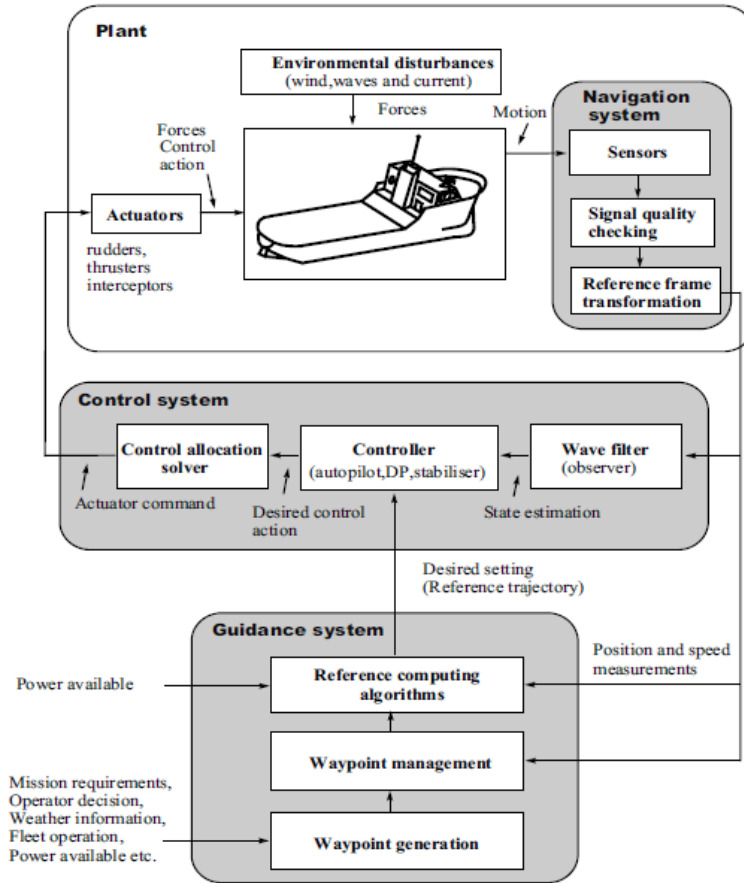 Plant
Environmental disturbances
(wind,waves and current)
Forces
Motion
Navigation
system
Sensors
Signal quality
checking
Reference frame
transformation
Forces
Control
action
Actuators
rudders,
thrusters
interceptors
Control system
Control allocation
solver
Controller
(autopilot,DP,stabiliser)
Wave filter
(observer)
Actuator command
Desired control
action
State estimation
Desired setting
(Reference trajectory)
Guidance system
Position and speed
measurements
Power available
Reference computing
algorithms
Waypoint management
Mission requirements,
Operator decision,
Weather information,
Fleet operation,
Power available etc.
Waypoint generation